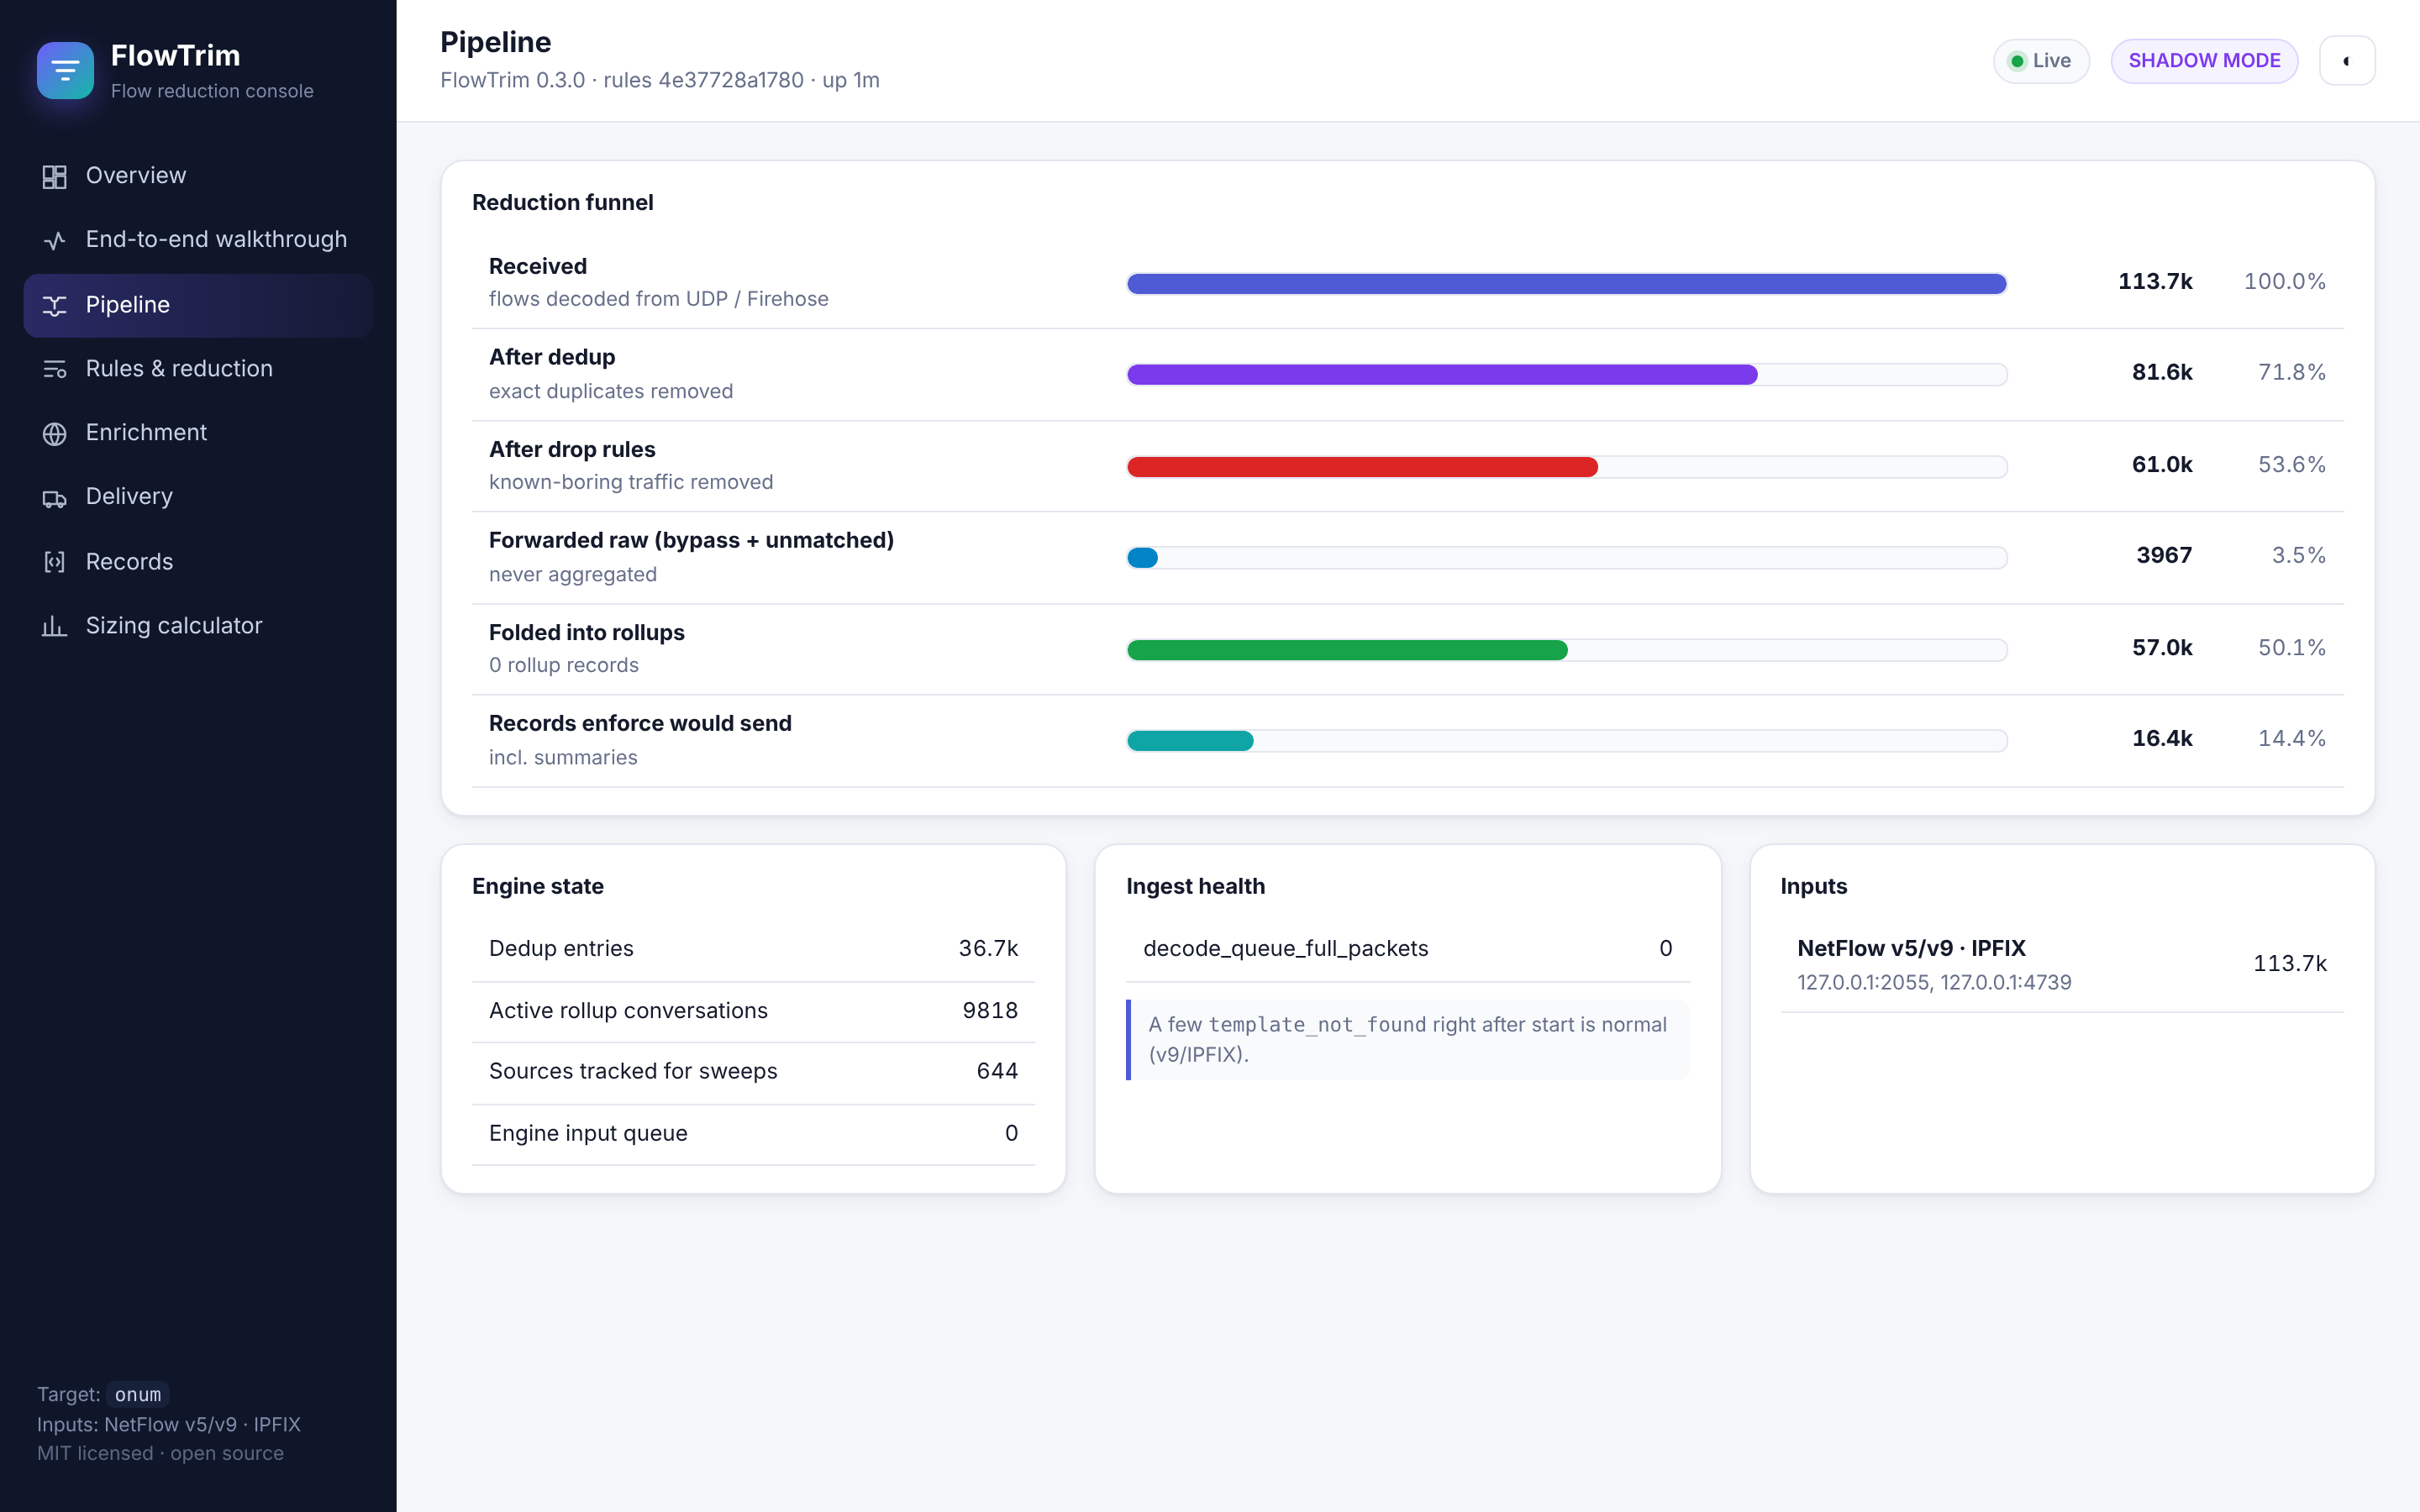 FlowTrim
Flow reduction console
Overview
End-to-end walkthrough
Pipeline
Rules & reduction
Enrichment
Delivery
Records
Sizing calculator
Target: onum
Inputs: NetFlow v5/v9 · IPFIX
MIT licensed · open source
Pipeline
FlowTrim 0.3.0 · rules 4e37728a1780 · up 1m
Live
SHADOW MODE
Reduction funnel
Received
flows decoded from UDP / Firehose
113.7k 100.0%
After dedup
exact duplicates removed
81.6k 71.8%
After drop rules
known-boring traffic removed
61.0k 53.6%
Forwarded raw (bypass + unmatched)
never aggregated
3967 3.5%
Folded into rollups
0 rollup records
57.0k 50.1%
Records enforce would send
incl. summaries
16.4k 14.4%
Engine state
Dedup entries 36.7k
Active rollup conversations 9818
Sources tracked for sweeps 644
Engine input queue 0
Ingest health
decode_queue_full_packets 0
A few template_not_found right after start is normal
(v9/IPFIX).
Inputs
NetFlow v5/v9 · IPFIX
127.0.0.1:2055, 127.0.0.1:4739
113.7k